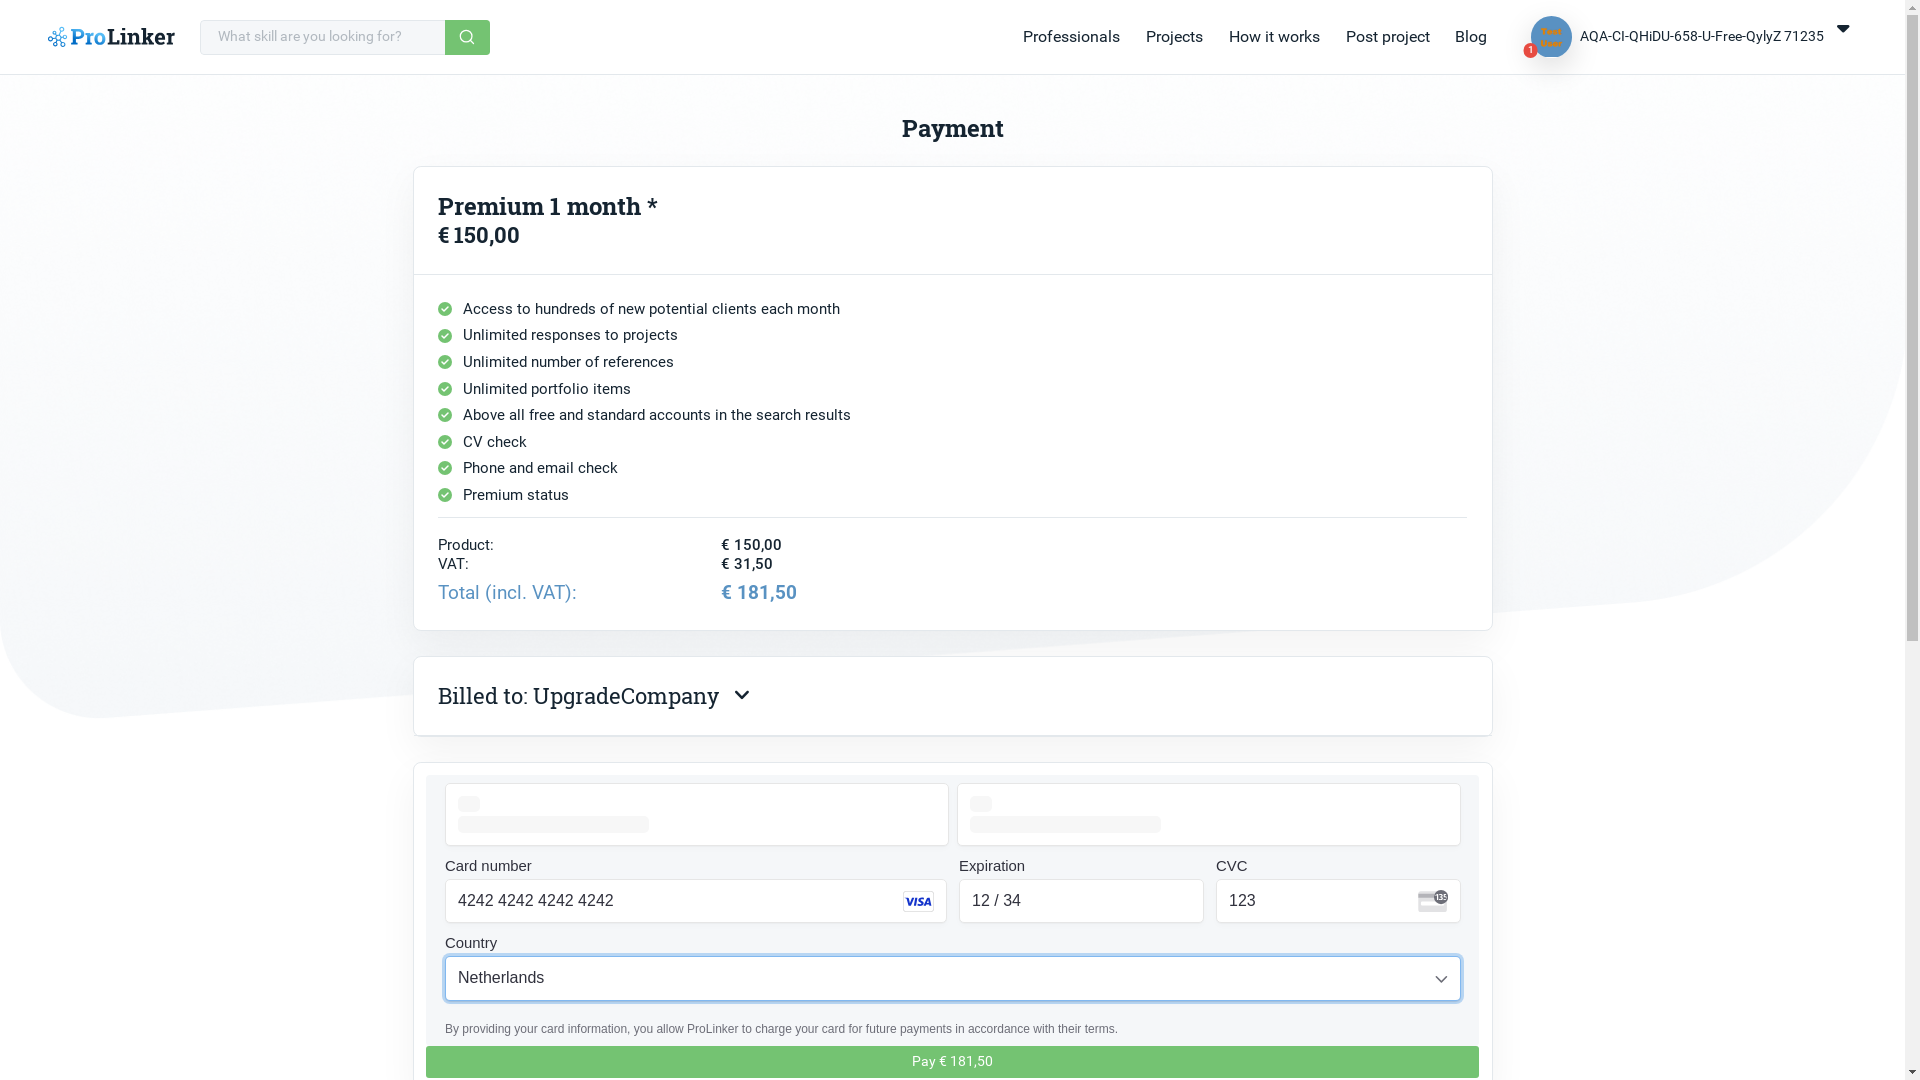 ProLinker
What skill are you looking for?
Professionals
Projects
How it works
Post project
Blog
Test
User
1
AQA-CI-QHiDU-658-U-Free-QylyZ 71235
Payment
Premium 1 month *
€ 150,00
Access to hundreds of new potential clients each month
Unlimited responses to projects
Unlimited number of references
Unlimited portfolio items
Above all free and standard accounts in the search results
CV check
Phone and email check
Premium status
Product: € 150,00
VAT: € 31,50
Total (incl. VAT): € 181,50
Billed to: UpgradeCompany
Card number
Expiration
CVC
4242 4242 4242 4242
VISA
12 / 34
123
135
Country
Netherlands
By providing your card information, you allow ProLinker to charge your card for future payments in accordance with their terms.
Pay € 181,50